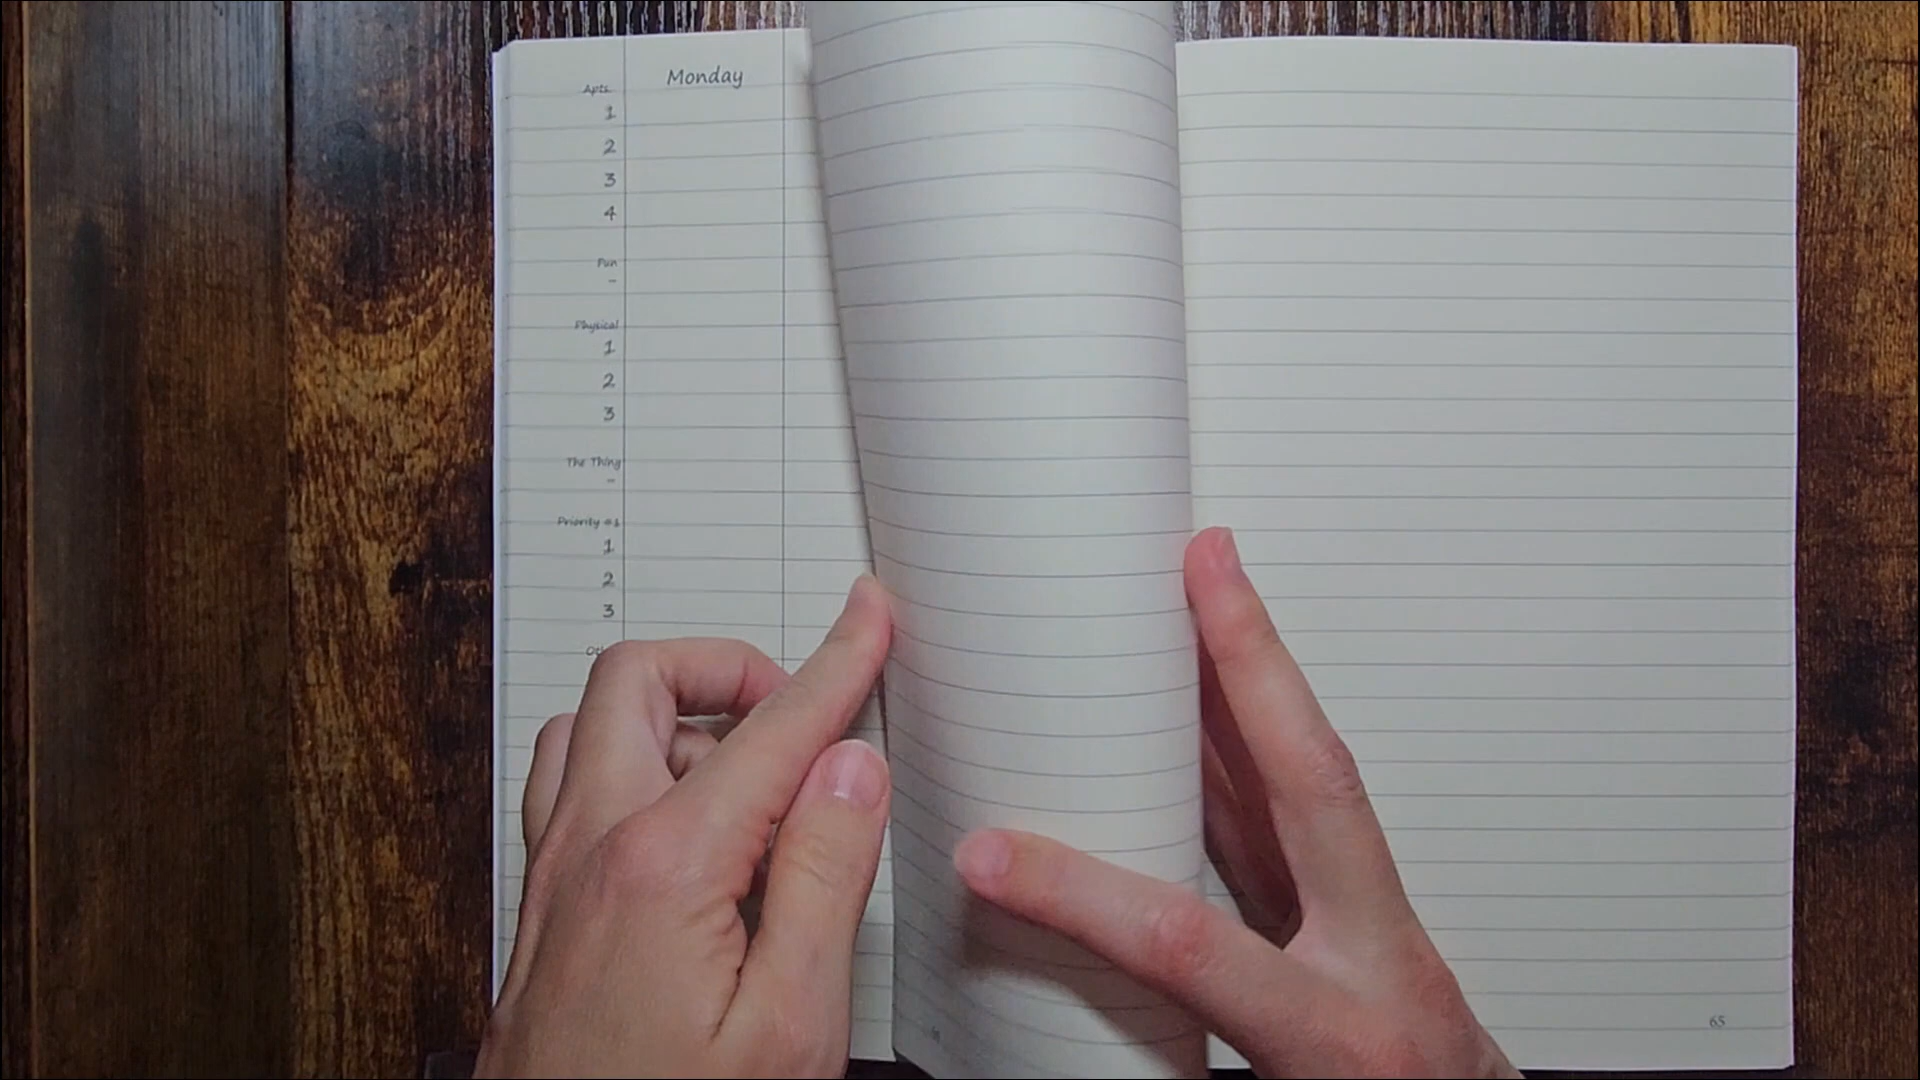 Monday
Apts.
1
2
3
4
Fun
-
Physical
1
2
3
The Thing
-
Priority #1
1
2
3
65